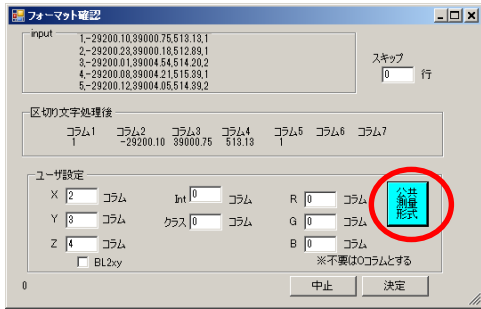 フォーマット確認
input
1,-29200.10,39000.75,513.13,1
2,-29200.23,39000.18,512.89,1
3,-29200.01,39004.54,514.20,2
4,-29200.08,39004.21,515.39,1
5,-29200.12,39004.05,514.39,2
スキップ
0 行
区切り文字処理後
コラム1 コラム2 コラム3 コラム4 コラム5 コラム6 コラム7
1 -29200.10 39000.75 513.13 1
ユーザ設定
X 2 コラム Int 0 コラム R 0 コラム
Y 3 コラム クラス 0 コラム G 0 コラム
Z 4 コラム B 0 コラム
公共
測量
形式
BL2xy ※不要は0コラムとする
0 中止 決定